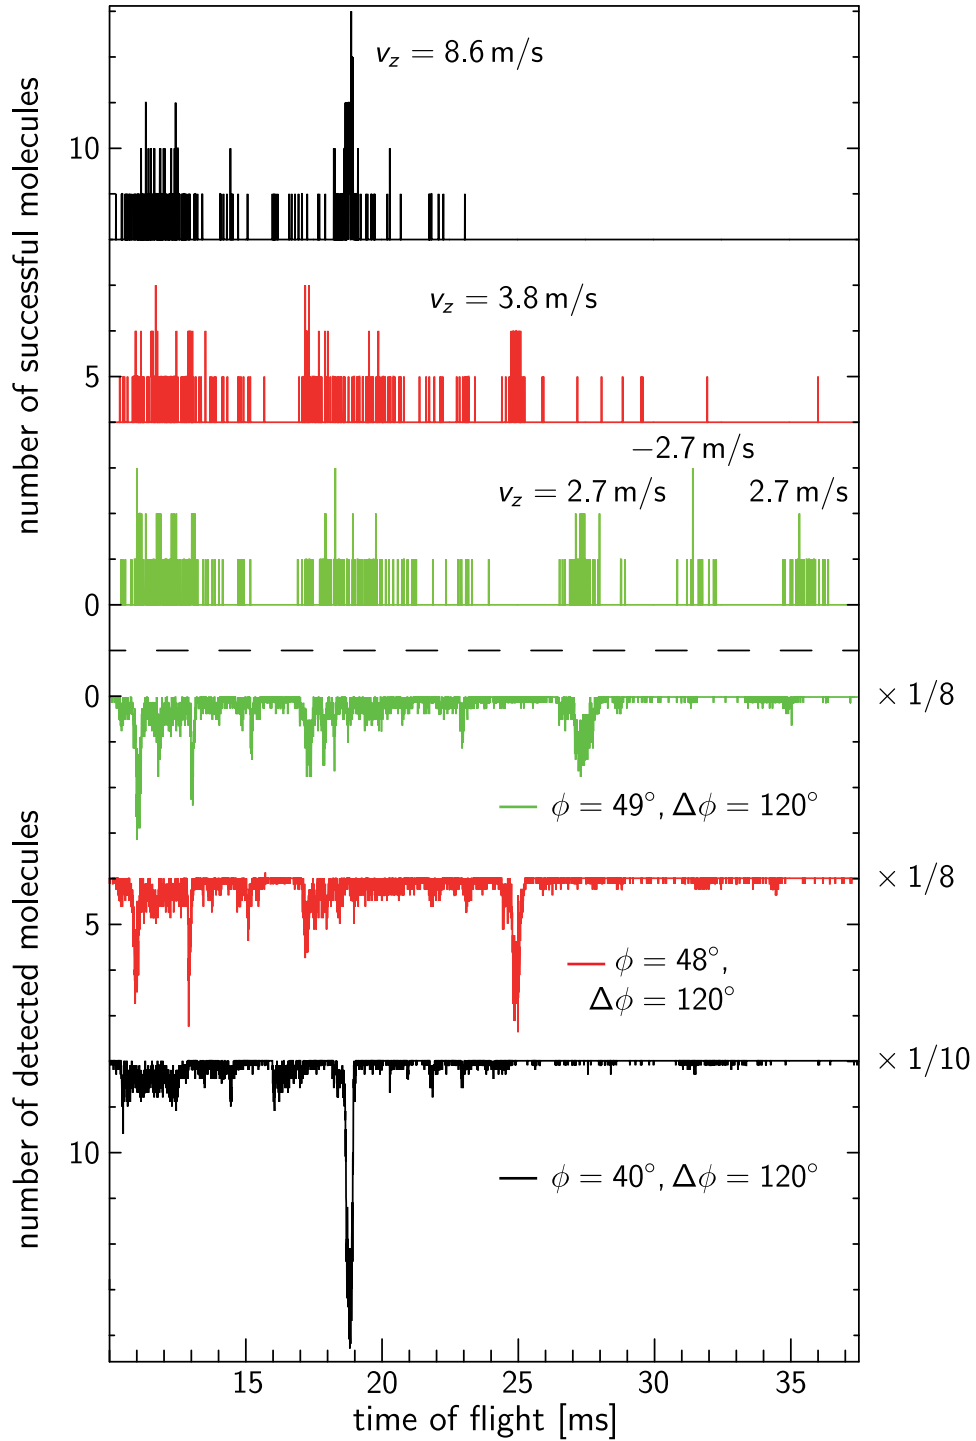 number of successful molecules
10
5
0
v_z = 8.6 m/s
v_z = 3.8 m/s
−2.7 m/s
v_z = 2.7 m/s
2.7 m/s
number of detected molecules
0
5
10
× 1/8
ϕ = 49°, Δϕ = 120°
× 1/8
ϕ = 48°,
Δϕ = 120°
× 1/10
ϕ = 40°, Δϕ = 120°
15 20 25 30 35
time of flight [ms]